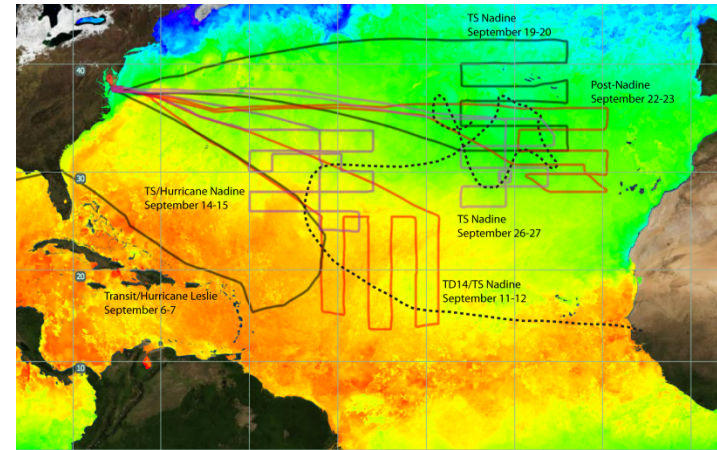 TS Nadine
September 19-20
40
Post-Nadine
September 22-23
30
TS/Hurricane Nadine
September 14-15
TS Nadine
September 26-27
20
TD14/TS Nadine
September 11-12
Transit/Hurricane Leslie
September 6-7
10